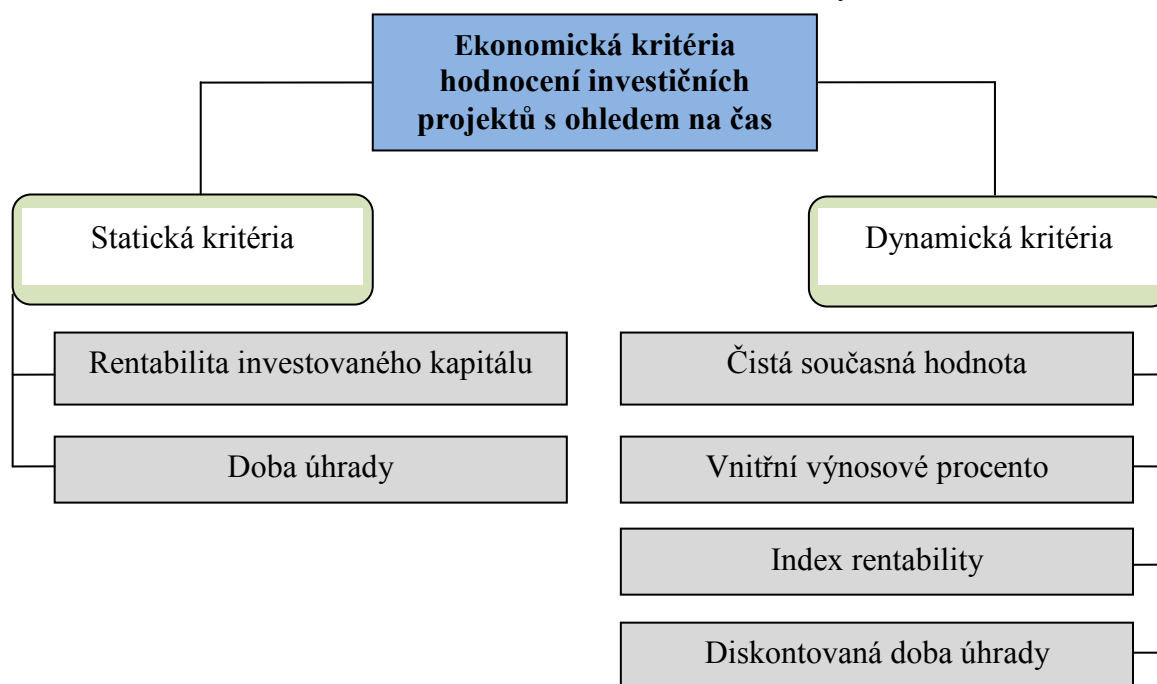 Ekonomická kritéria
hodnocení investičních
projektů s ohledem na čas
Statická kritéria
Dynamická kritéria
Rentabilita investovaného kapitálu
Doba úhrady
Čistá současná hodnota
Vnitřní výnosové procento
Index rentability
Diskontovaná doba úhrady